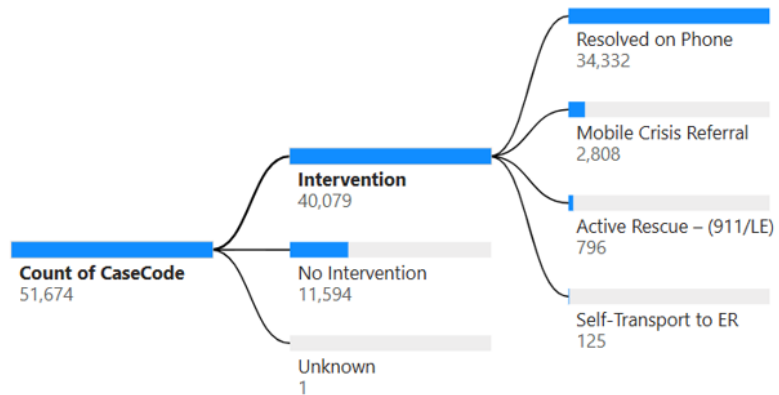 Resolved on Phone
34,332
Mobile Crisis Referral
2,808
Intervention
40,079
Active Rescue – (911/LE)
796
Count of CaseCode
51,674
No Intervention
11,594
Self-Transport to ER
125
Unknown
1